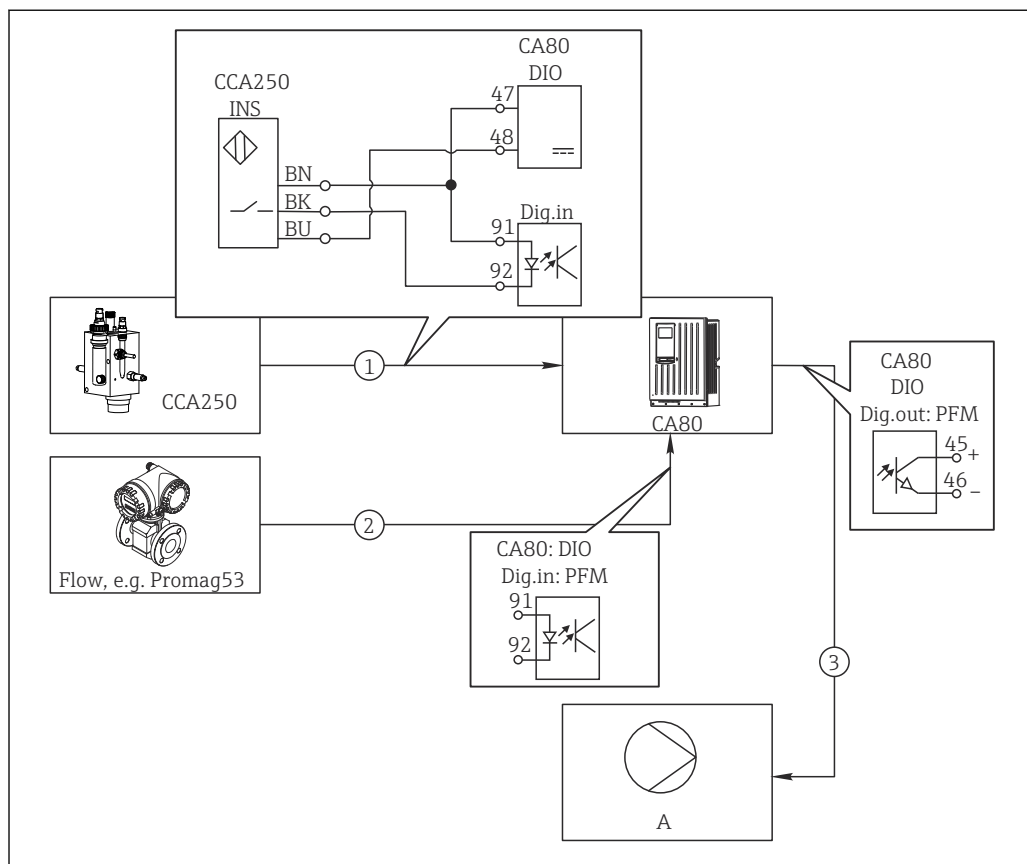 CA80
DIO
CCA250
INS
47
48
BN
BK
BU
Dig.in
91
92
CCA250
1
CA80
CA80
DIO
Dig.out: PFM
45
+
46
−
Flow, e.g. Promag53
2
CA80: DIO
Dig.in: PFM
91
92
3
A